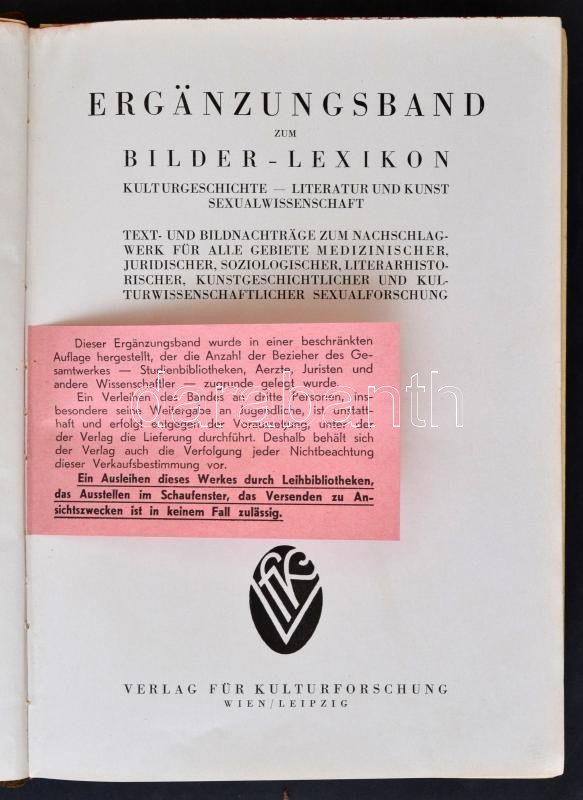 ERGÄNZUNGSBAND
ZUM
BILDER-LEXIKON
KULTURGESCHICHTE — LITERATUR UND KUNST
SEXUALWISSENSCHAFT
TEXT- UND BILDNACHTRÄGE ZUM NACHSCHLAG-
WERK FÜR ALLE GEBIETE MEDIZINISCHER,
JURIDISCHER, SOZIOLOGISCHER, LITERARHISTO-
RISCHER, KUNSTGESCHICHTLICHER UND KUL-
TURWISSENSCHAFTLICHER SEXUALFORSCHUNG
Dieser Ergänzungsband wurde in einer beschränkten
Auflage hergestellt, der die Anzahl der Bezieher des Ge-
samtwerkes — Studienbibliotheken, Aerzte, Juristen und
andere Wissenschaftler — zugrunde gelegt wurde.
Ein Verleihen des Bandes an dritte Personen, ins-
besondere seine Weitergabe an Jugendliche, ist unstatt-
haft und erfolgt entgegen der Voraussetzung, unter der
der Verlag die Lieferung durchführt. Deshalb behält sich
der Verlag auch die Verfolgung jeder Nichtbeachtung
dieser Verkaufsbestimmung vor.
Ein Ausleihen dieses Werkes durch Leihbibliotheken,
das Ausstellen im Schaufenster, das Versenden zu An-
sichtszwecken ist in keinem Fall zulässig.
darabanth.com
VfK
VERLAG FÜR KULTURFORSCHUNG
WIEN/LEIPZIG